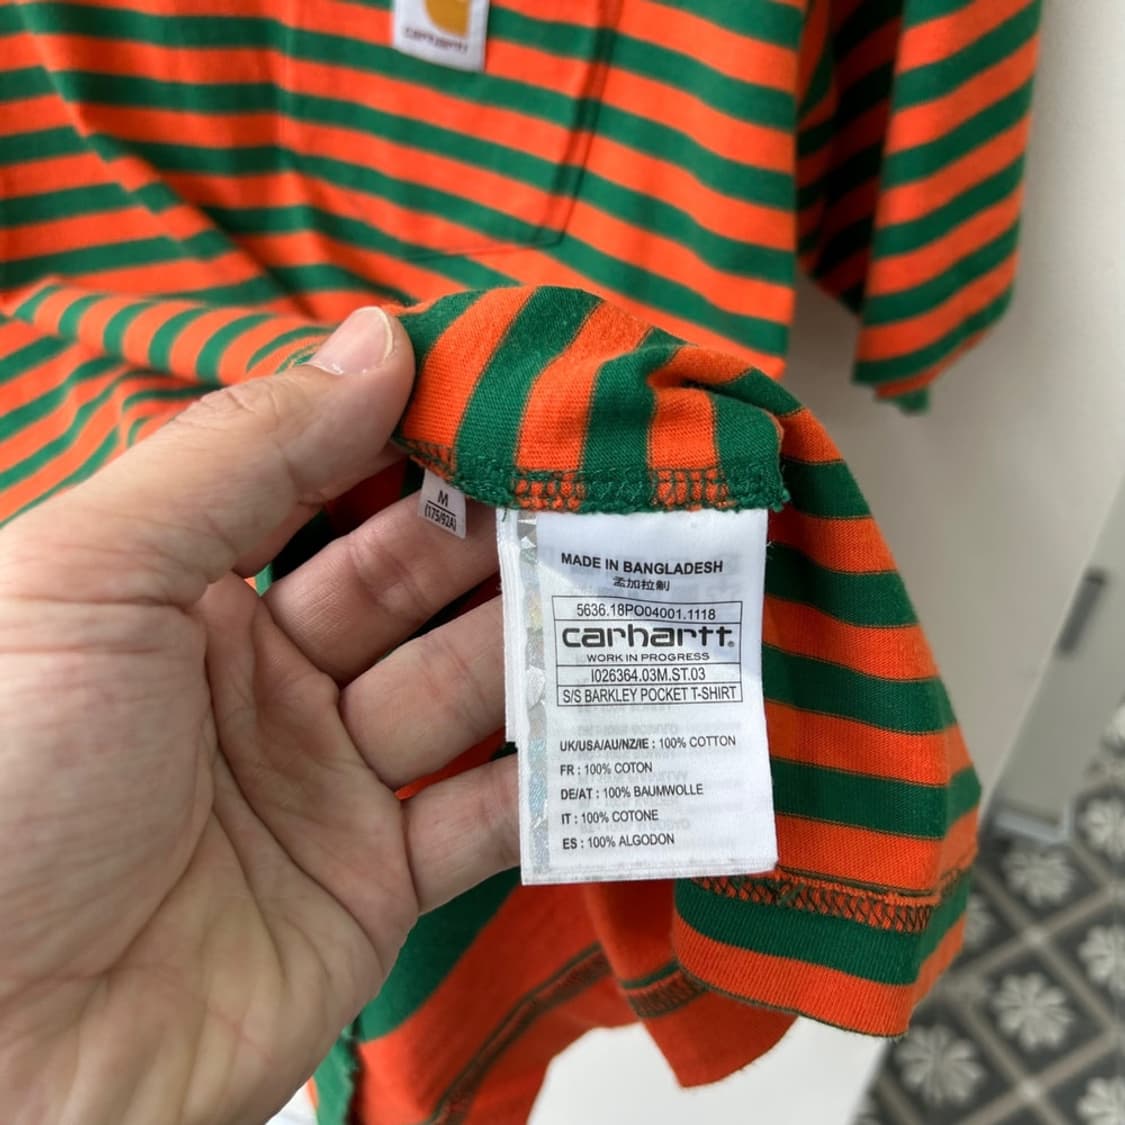 carhartt
M
(175/92A)
MADE IN BANGLADESH
孟加拉制
5636.18PO04001.1118
carhartt.
WORK IN PROGRESS
I026364.03M.ST.03
S/S BARKLEY POCKET T-SHIRT
UK/USA/AU/NZ/IE : 100% COTTON
FR : 100% COTON
DE/AT : 100% BAUMWOLLE
IT : 100% COTONE
ES : 100% ALGODON